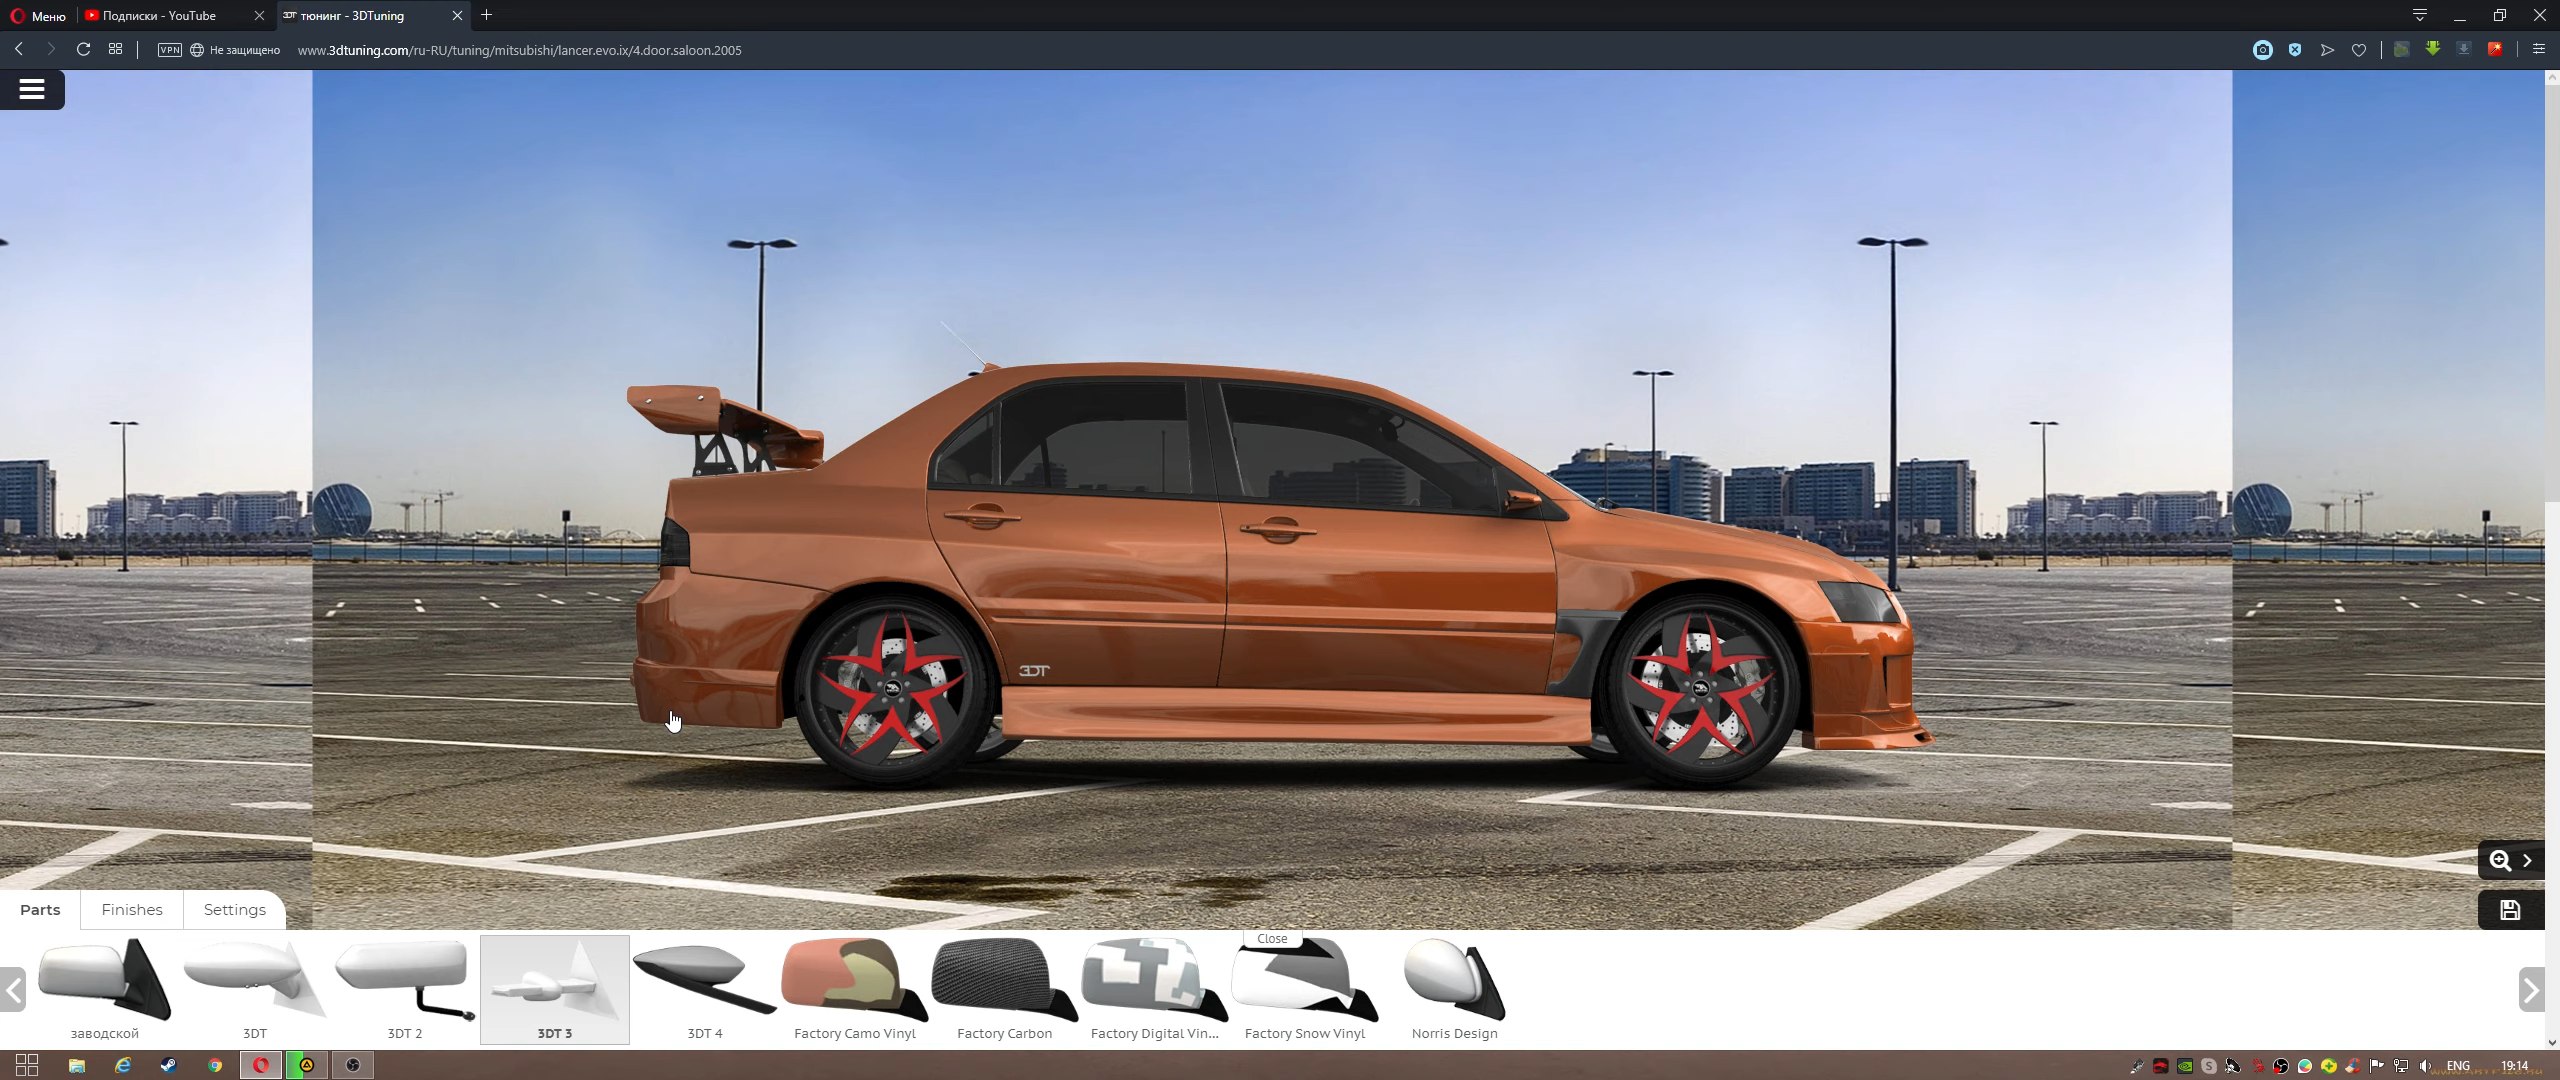 Меню
Подписки - YouTube
3DT тюнинг - 3DTuning
VPN
Не защищено
www.3dtuning.com/ru-RU/tuning/mitsubishi/lancer.evo.ix/4.door.saloon.2005
3DT
Parts
Finishes
Settings
Close
заводской
3DT
3DT 2
3DT 3
3DT 4
Factory Camo Vinyl
Factory Carbon
Factory Digital Vin...
Factory Snow Vinyl
Norris Design
ENG
19:14